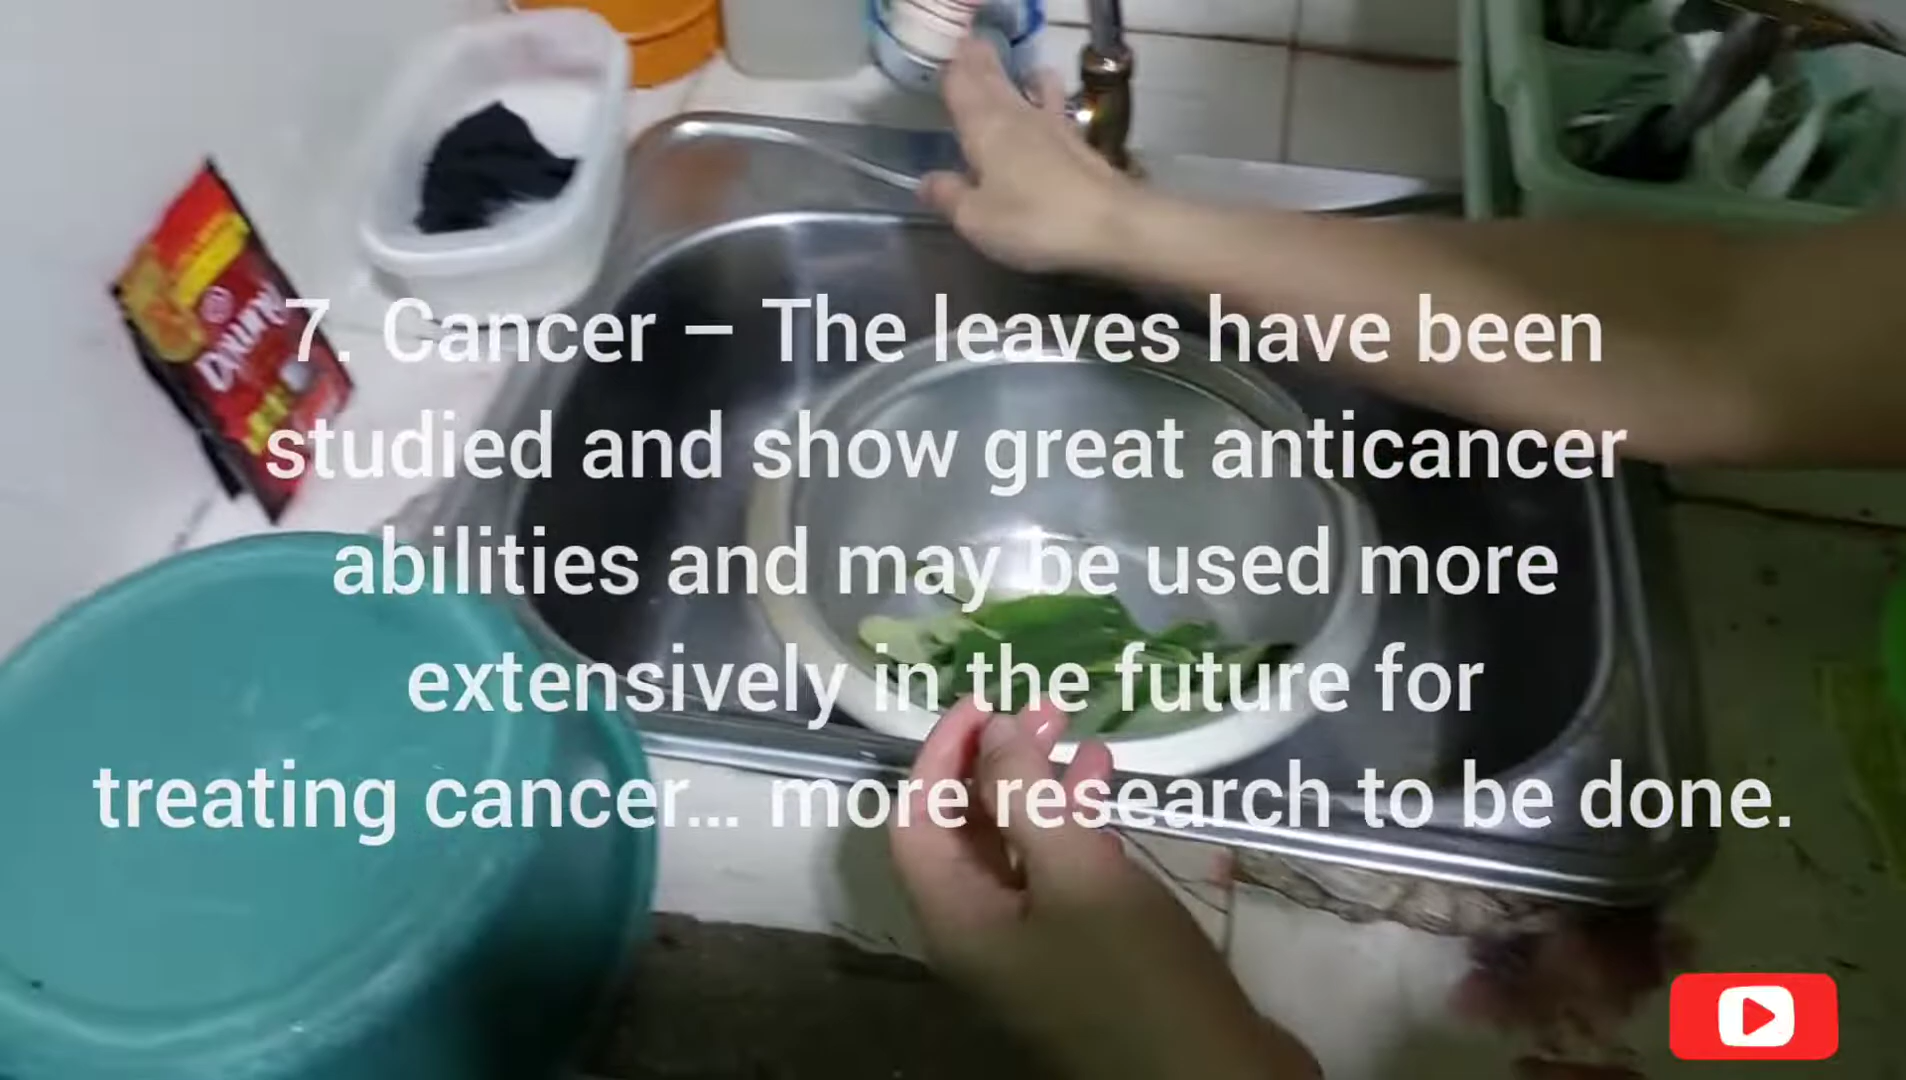 7. Cancer – The leaves have been
studied and show great anticancer
abilities and may be used more
extensively in the future for
treating cancer... more research to be done.